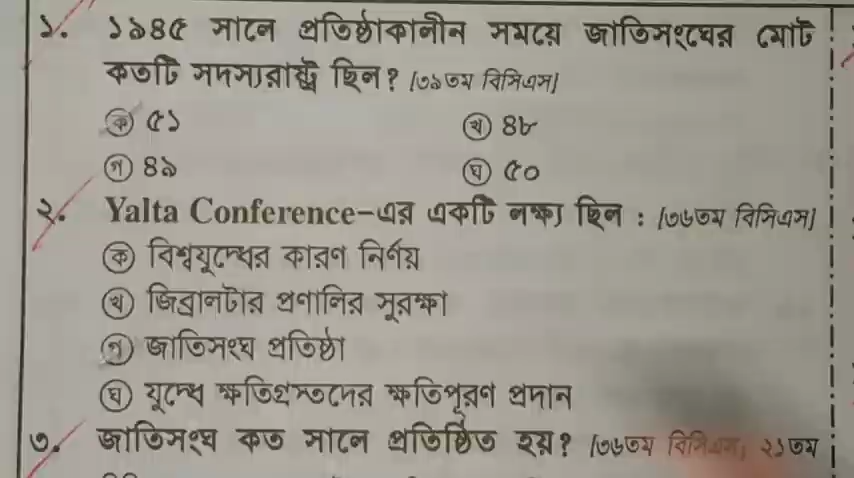 ১. ১৯৪৫ সালে প্রতিষ্ঠাকালীন সময়ে জাতিসংঘের মোট
কতটি সদস্যরাষ্ট্র ছিল? [৩৯তম বিসিএস]
ক ৫১ খ ৪৮
গ ৪৯ ঘ ৫০
২. Yalta Conference-এর একটি লক্ষ্য ছিল : [৩৬তম বিসিএস]
ক বিশ্বযুদ্ধের কারণ নির্ণয়
খ জিব্রালটার প্রণালির সুরক্ষা
গ জাতিসংঘ প্রতিষ্ঠা
ঘ যুদ্ধে ক্ষতিগ্রস্তদের ক্ষতিপূরণ প্রদান
৩. জাতিসংঘ কত সালে প্রতিষ্ঠিত হয়? [৩৬তম বিসিএস, ২১তম